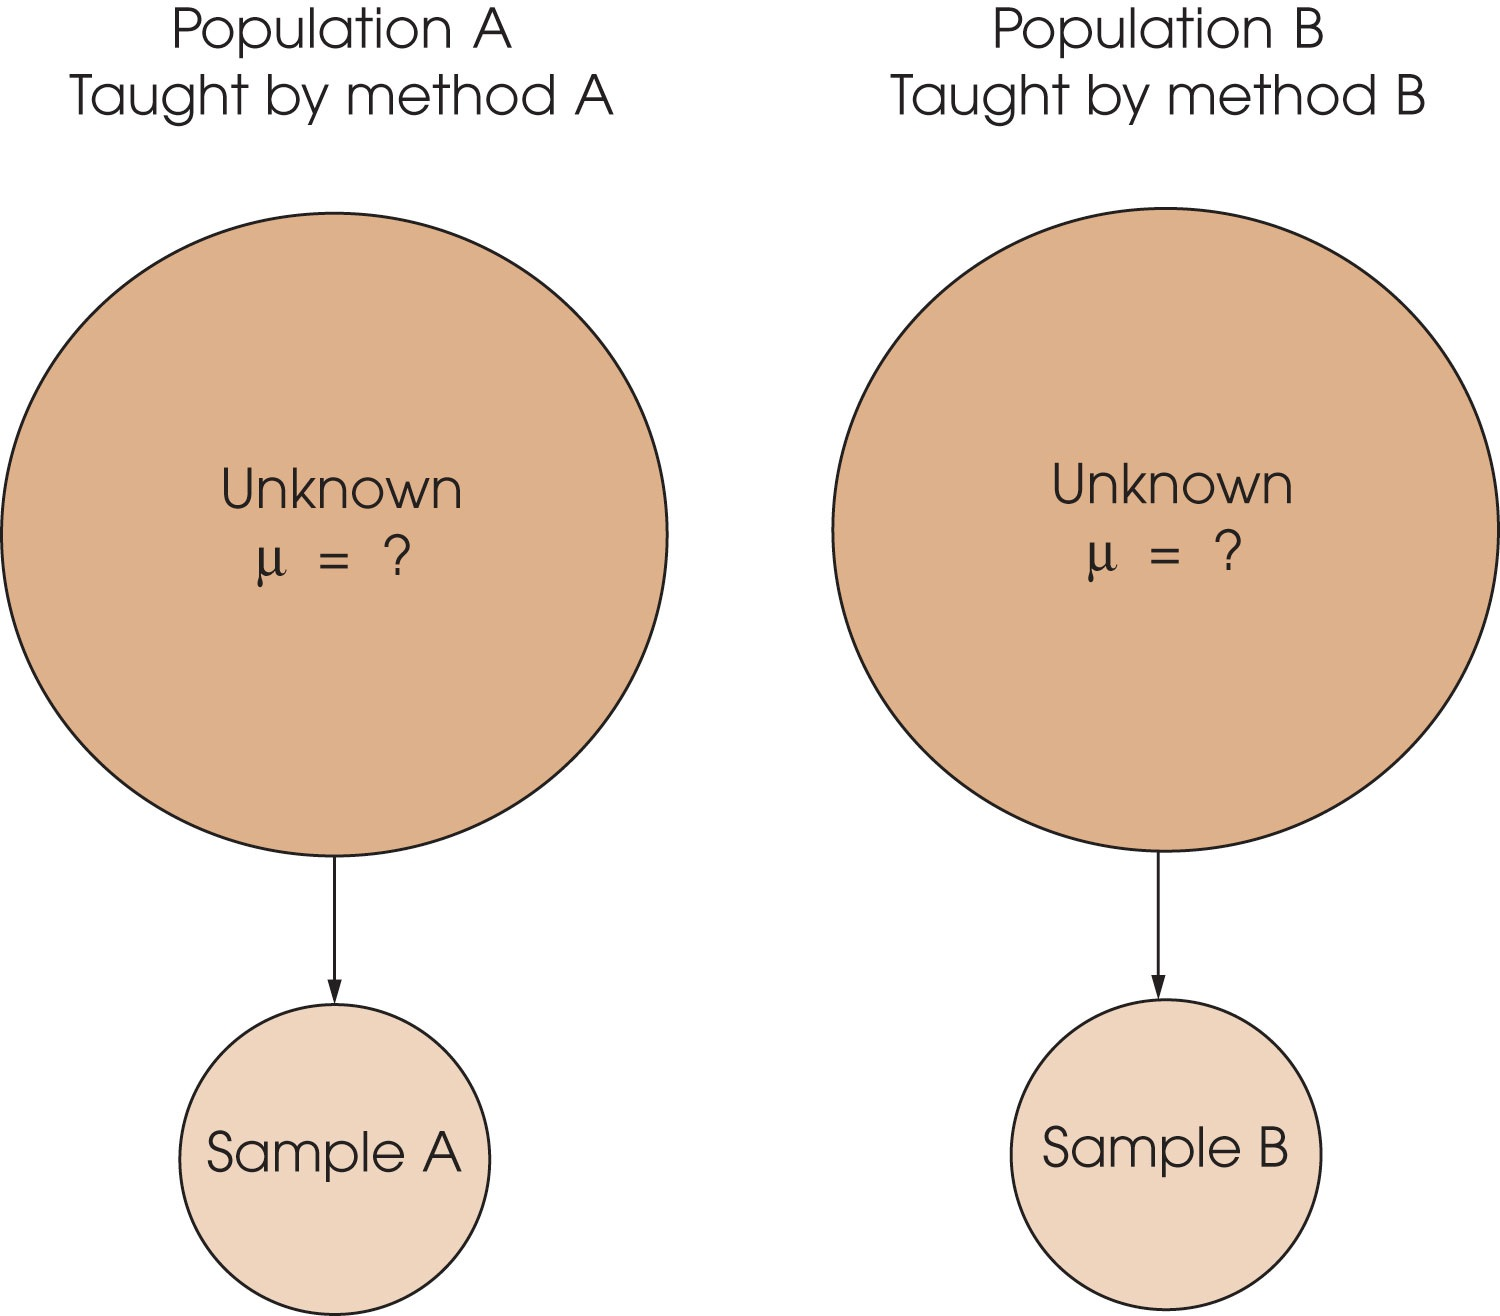 Population A
Taught by method A
Population B
Taught by method B
Unknown
μ = ?
Unknown
μ = ?
Sample A
Sample B